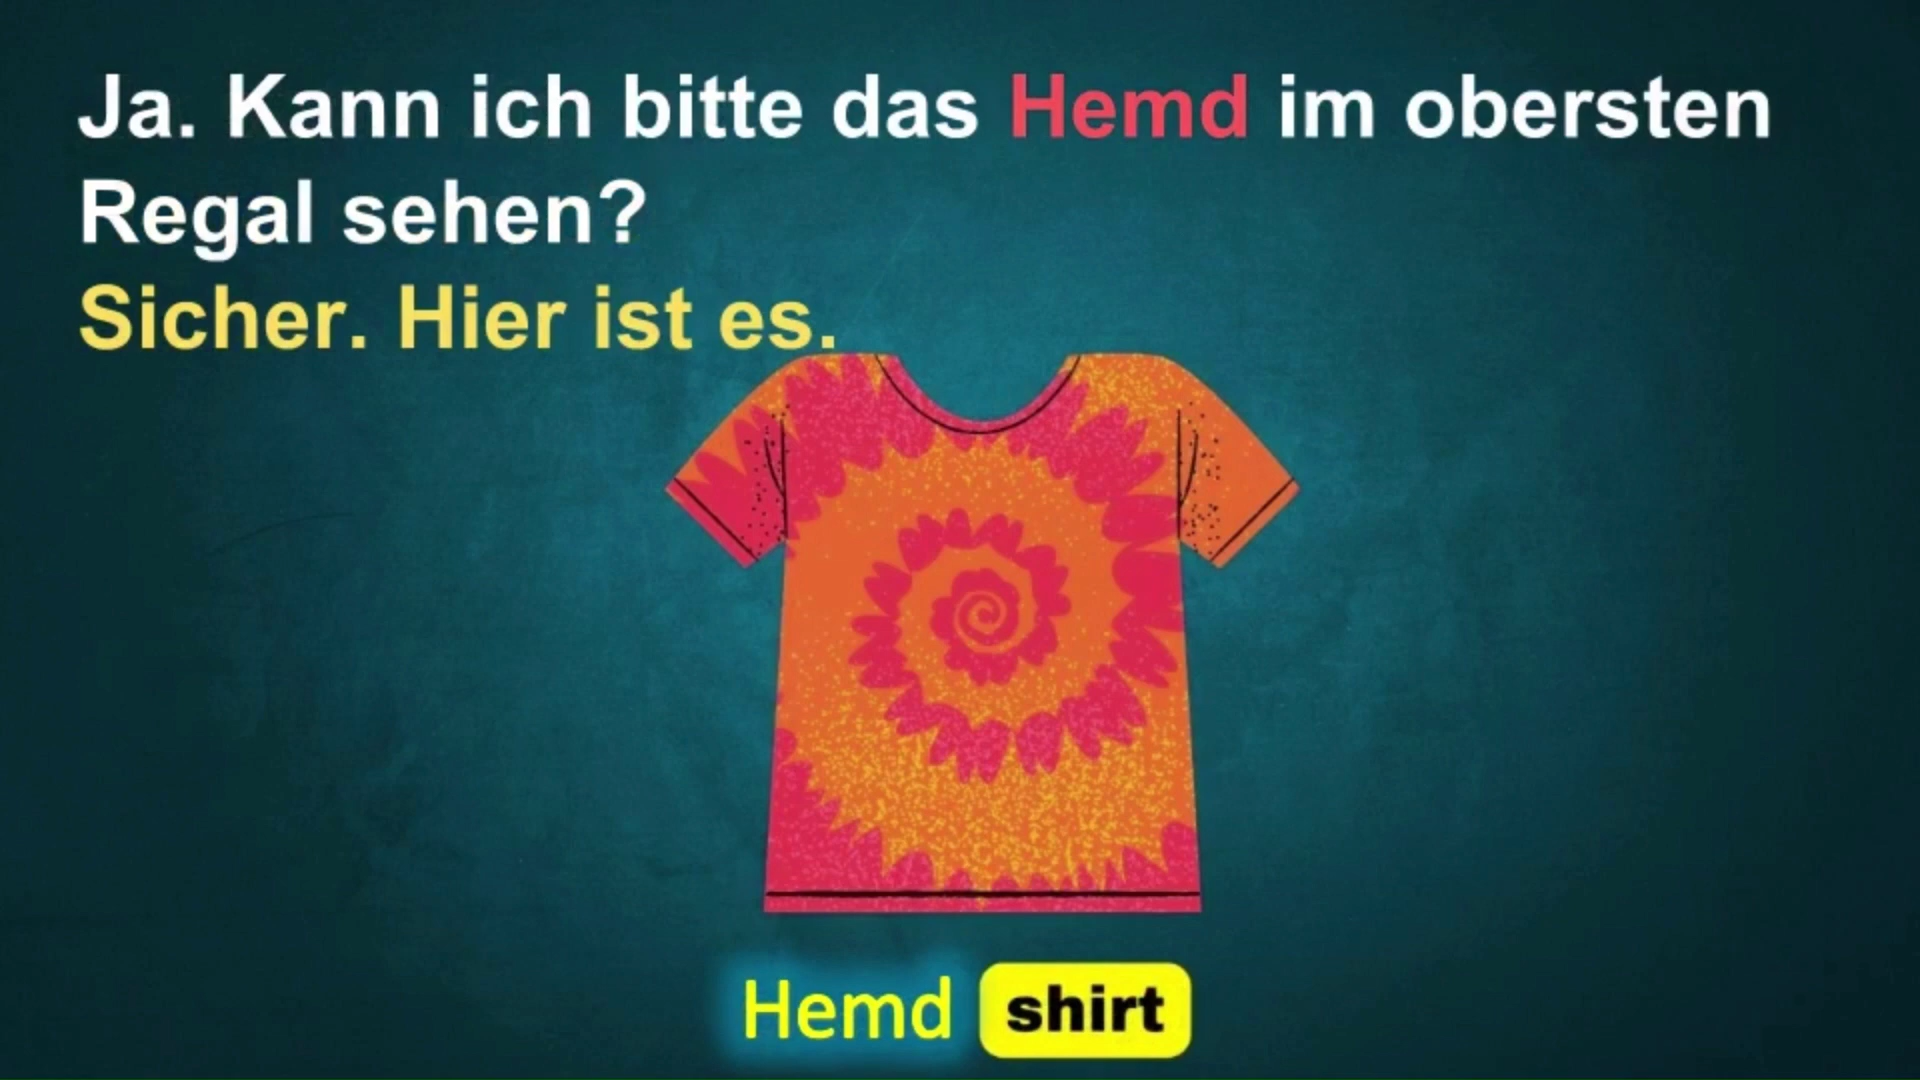 Ja. Kann ich bitte das Hemd im obersten
Regal sehen?
Sicher. Hier ist es.
Hemd shirt